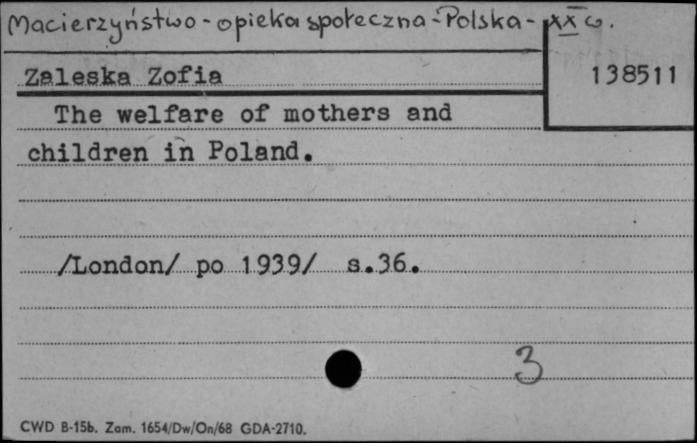 Macierzyństwo - opieka społeczna - Polska - XX w.
Zaleska Zofia
138511
The welfare of mothers and
children in Poland.
/London/ po 1939/ s.36.
3
CWD B-15b. Zam. 1654/Dw/On/68 GDA-2710.